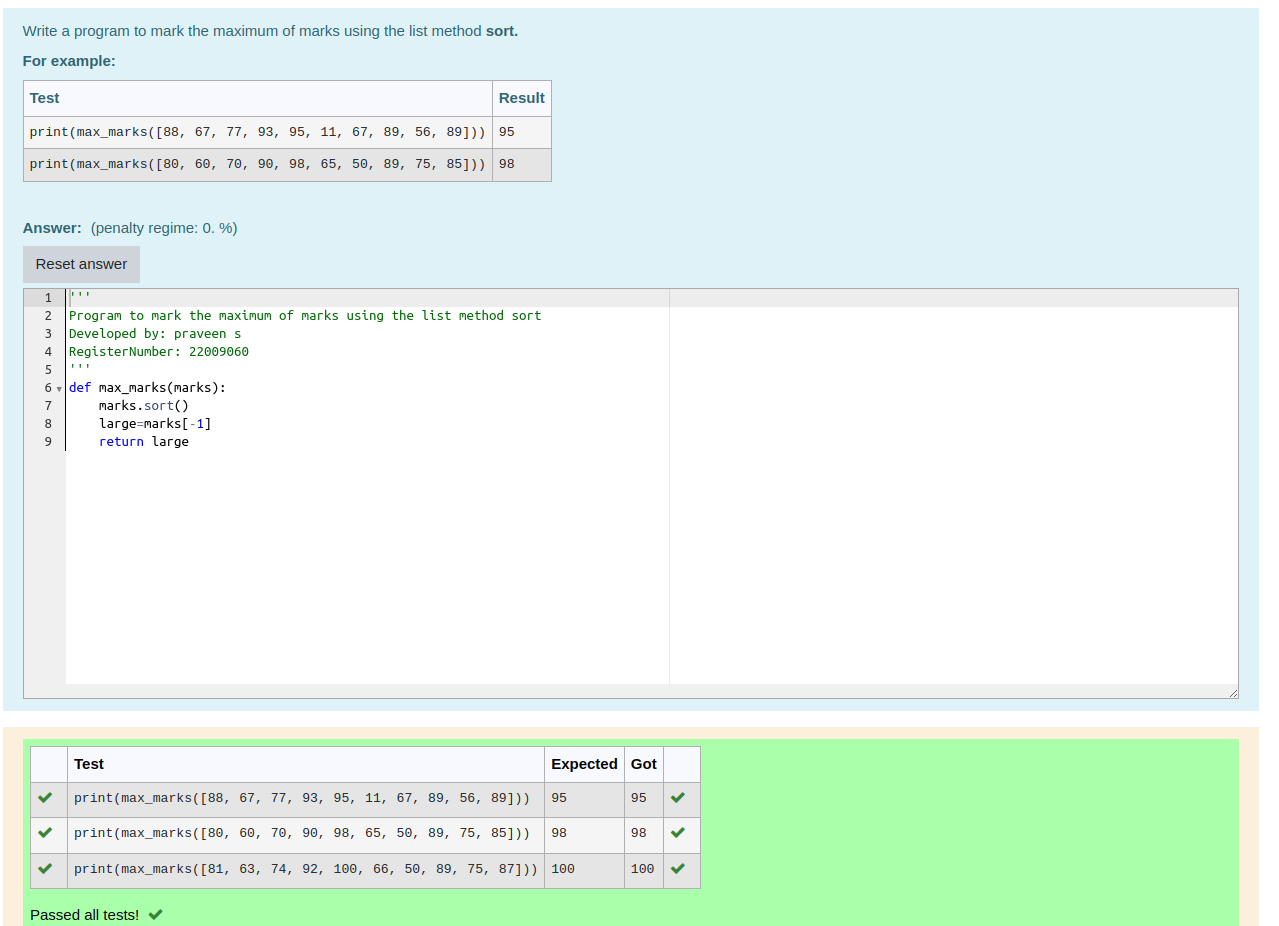 Write a program to mark the maximum of marks using the list method sort.
For example:
Test Result
print(max_marks([88, 67, 77, 93, 95, 11, 67, 89, 56, 89])) 95
print(max_marks([80, 60, 70, 90, 98, 65, 50, 89, 75, 85])) 98
Answer: (penalty regime: 0. %)
Reset answer
1 '''
2 Program to mark the maximum of marks using the list method sort
3 Developed by: praveen s
4 RegisterNumber: 22009060
5 '''
6 def max_marks(marks):
7     marks.sort()
8     large=marks[-1]
9     return large
Test Expected Got
print(max_marks([88, 67, 77, 93, 95, 11, 67, 89, 56, 89])) 95 95
print(max_marks([80, 60, 70, 90, 98, 65, 50, 89, 75, 85])) 98 98
print(max_marks([81, 63, 74, 92, 100, 66, 50, 89, 75, 87])) 100 100
Passed all tests!